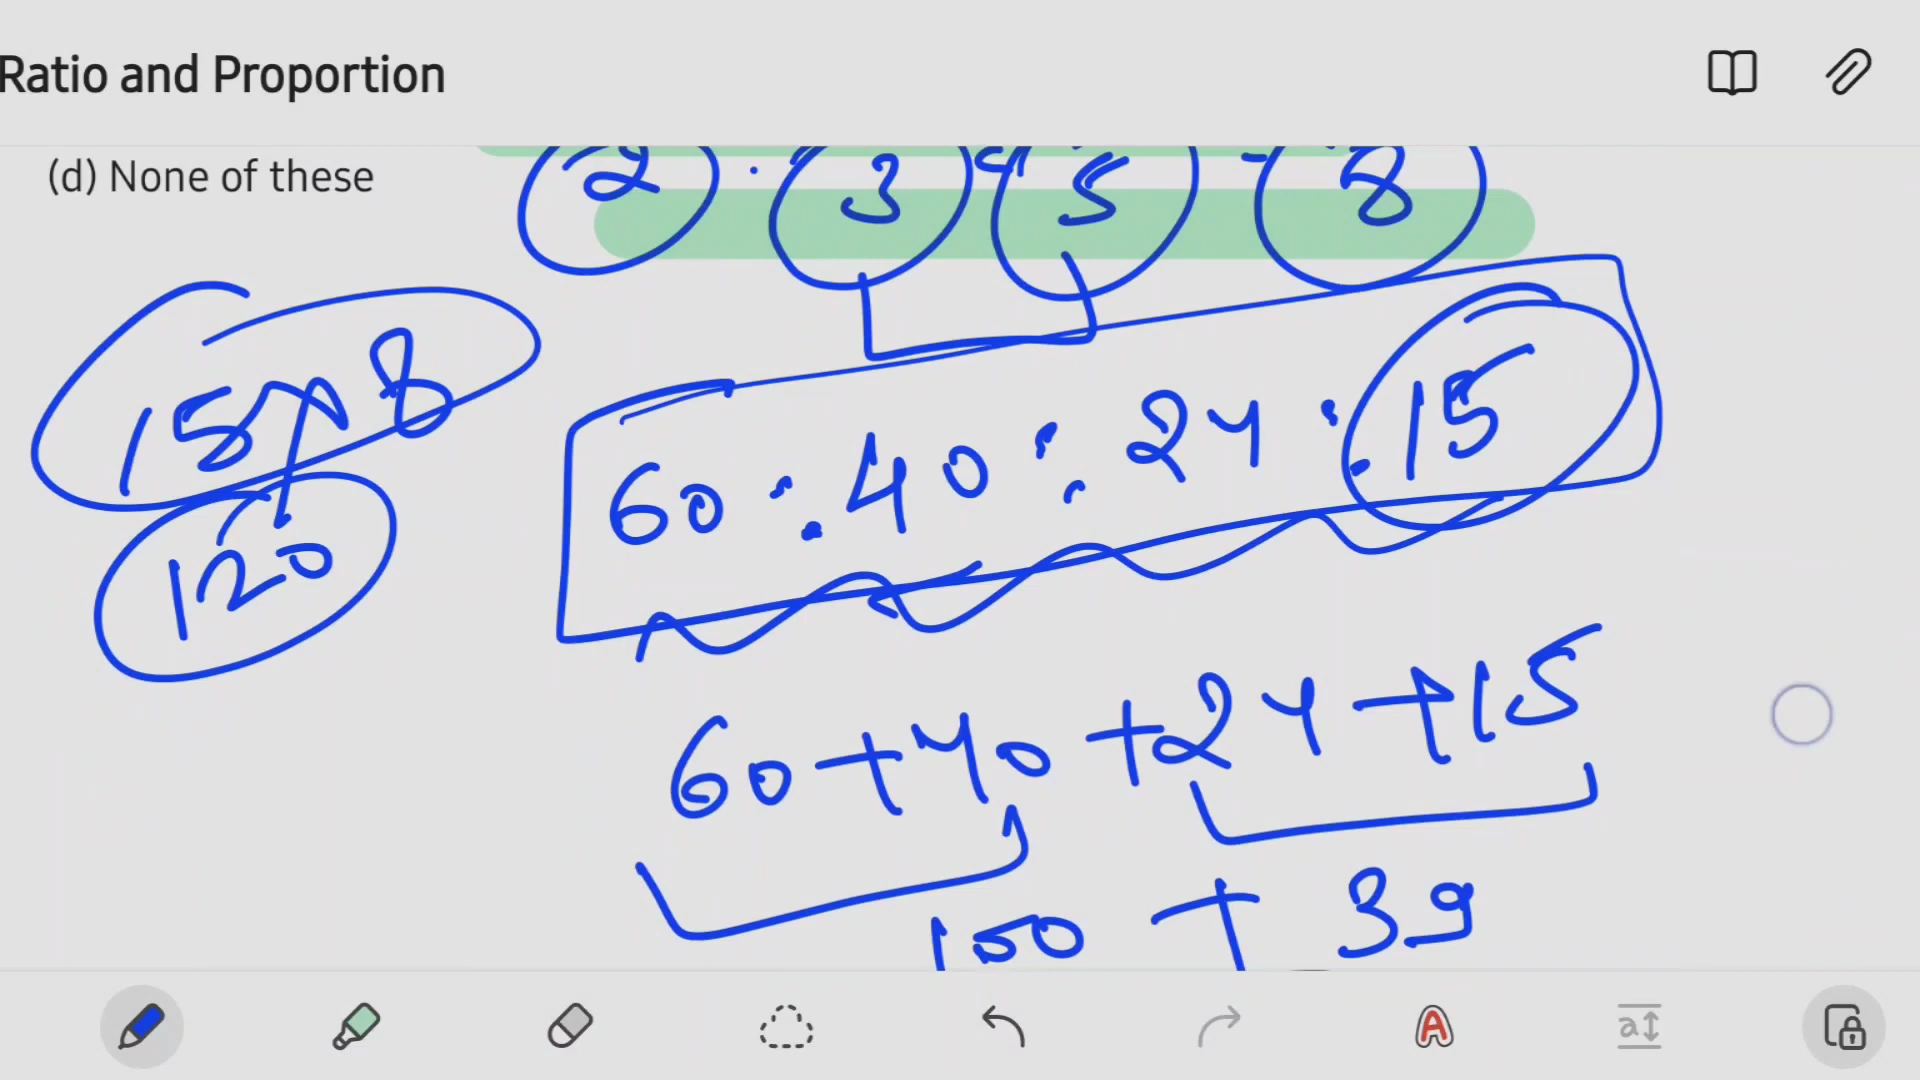 Ratio and Proportion
(d) None of these
2 : 3 5 8
15 × 8
120
60 : 40 : 24 : 15
60 + 40 + 24 + 15
100 + 39